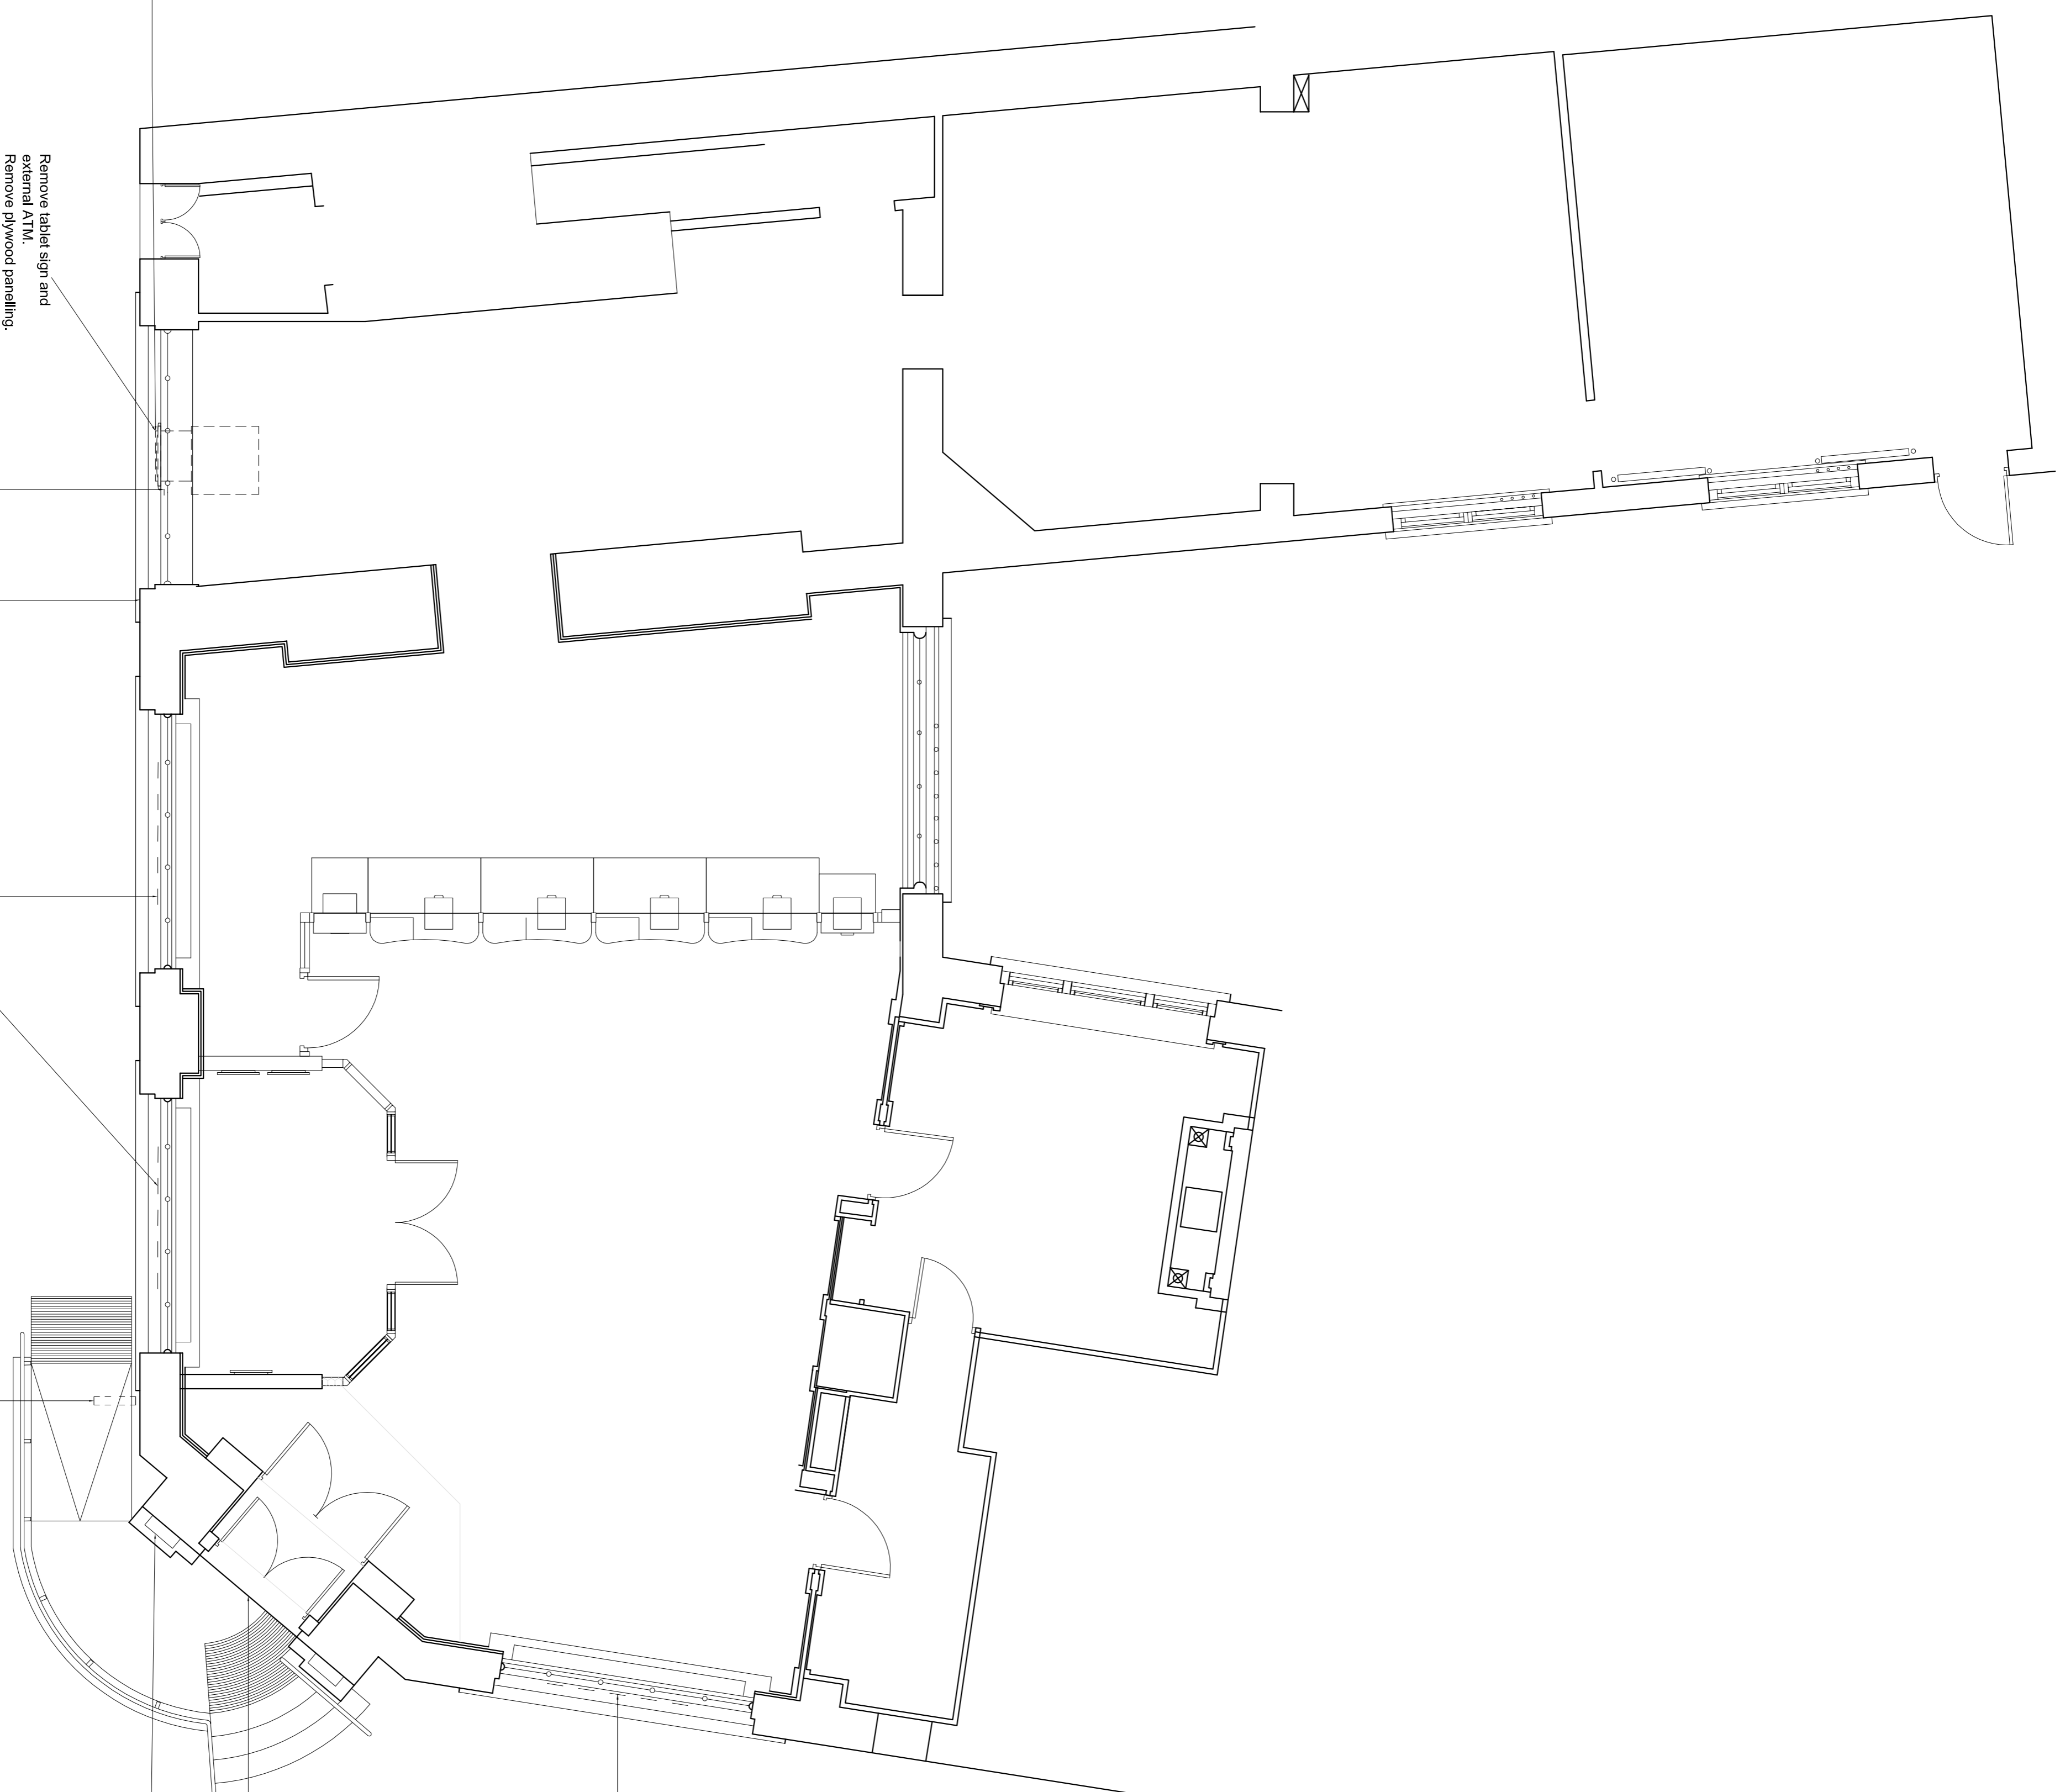 Remove tablet sign and
external ATM.
Remove plywood panelling.